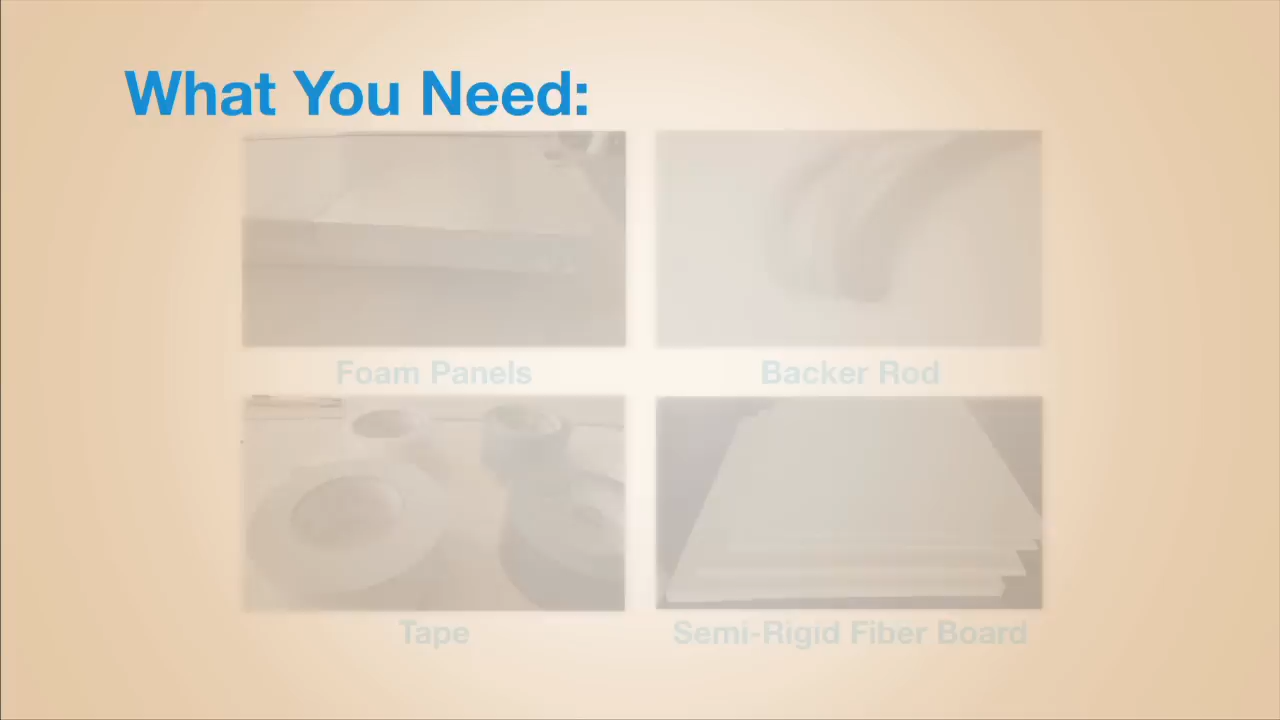 What You Need:
Foam Panels
Backer Rod
Tape
Semi-Rigid Fiber Board